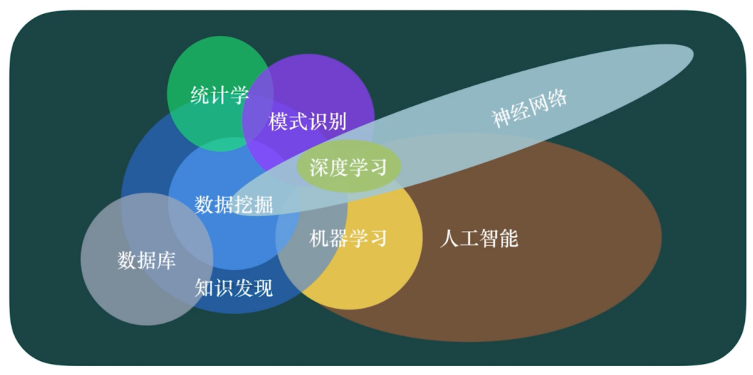 统计学
模式识别
神经网络
深度学习
数据挖掘
机器学习
人工智能
数据库
知识发现